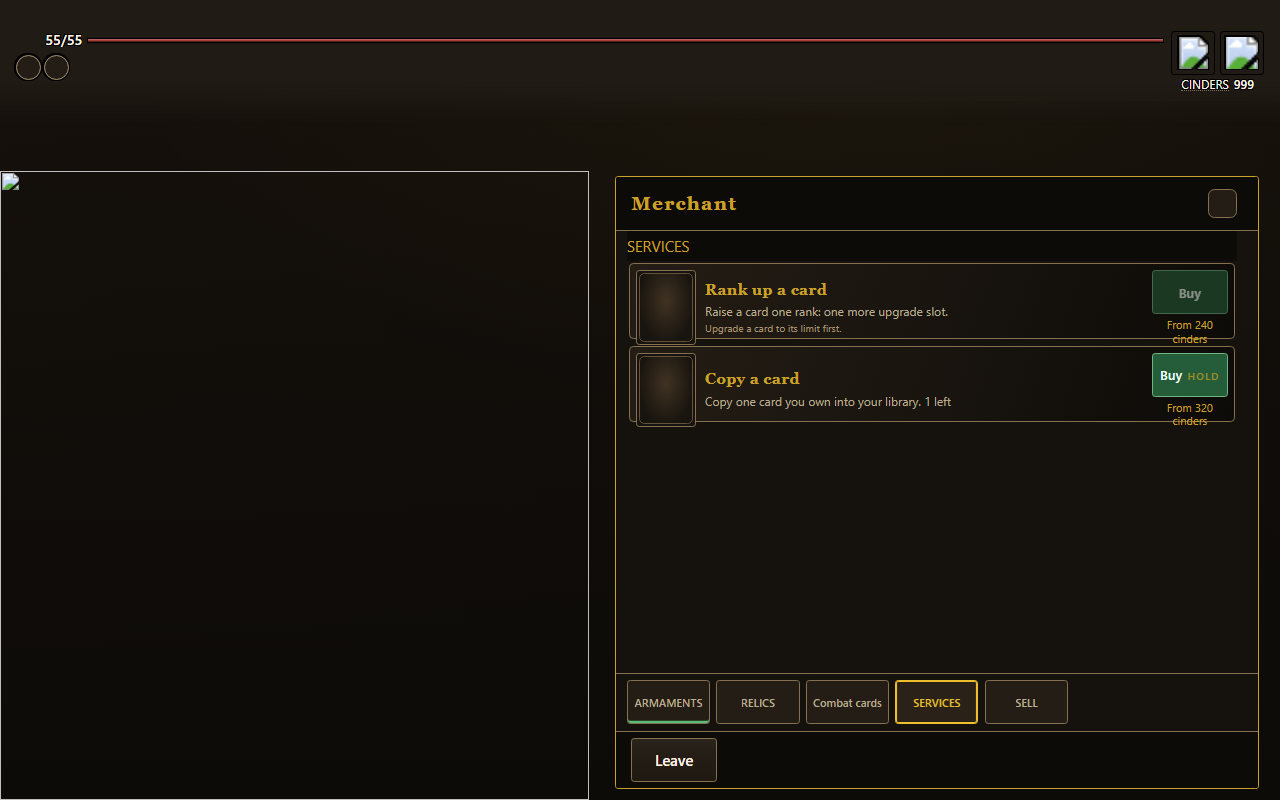 55/55
CINDERS 999
Merchant
SERVICES
Rank up a card
Raise a card one rank: one more upgrade slot.
Upgrade a card to its limit first.
Buy
From 240
cinders
Copy a card
Copy one card you own into your library. 1 left
Buy HOLD
From 320
cinders
ARMAMENTS
RELICS
Combat cards
SERVICES
SELL
Leave